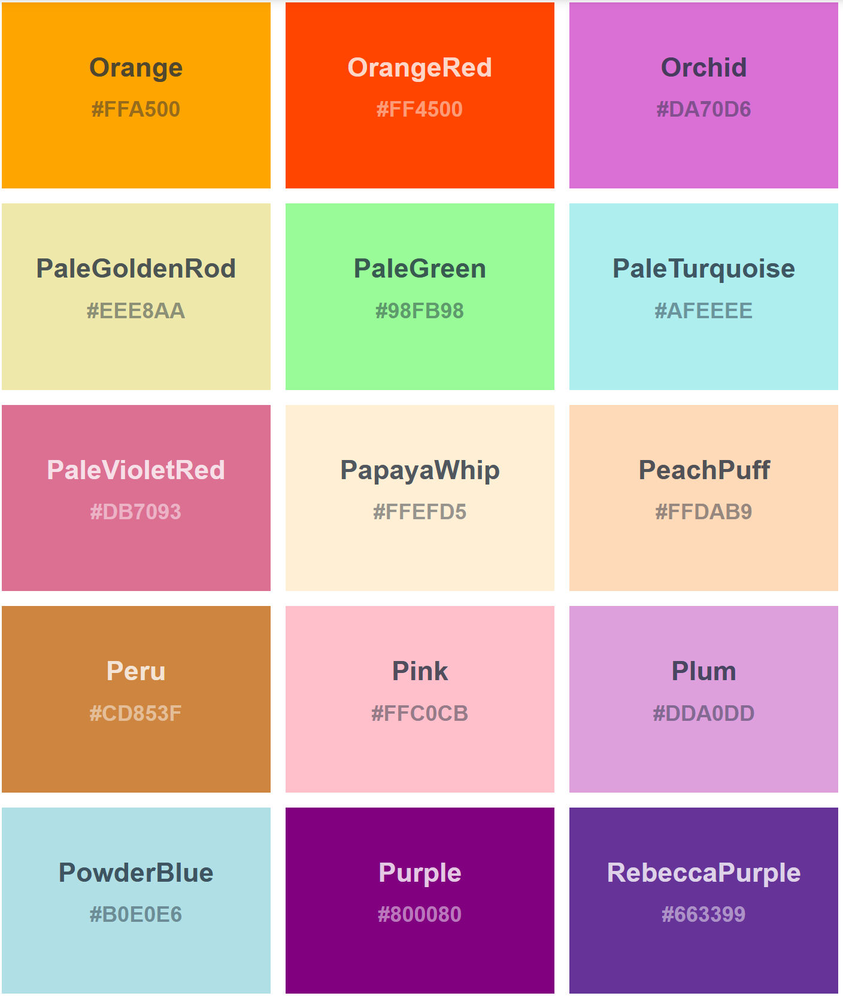 Orange
#FFA500
OrangeRed
#FF4500
Orchid
#DA70D6
PaleGoldenRod
#EEE8AA
PaleGreen
#98FB98
PaleTurquoise
#AFEEEE
PaleVioletRed
#DB7093
PapayaWhip
#FFEFD5
PeachPuff
#FFDAB9
Peru
#CD853F
Pink
#FFC0CB
Plum
#DDA0DD
PowderBlue
#B0E0E6
Purple
#800080
RebeccaPurple
#663399